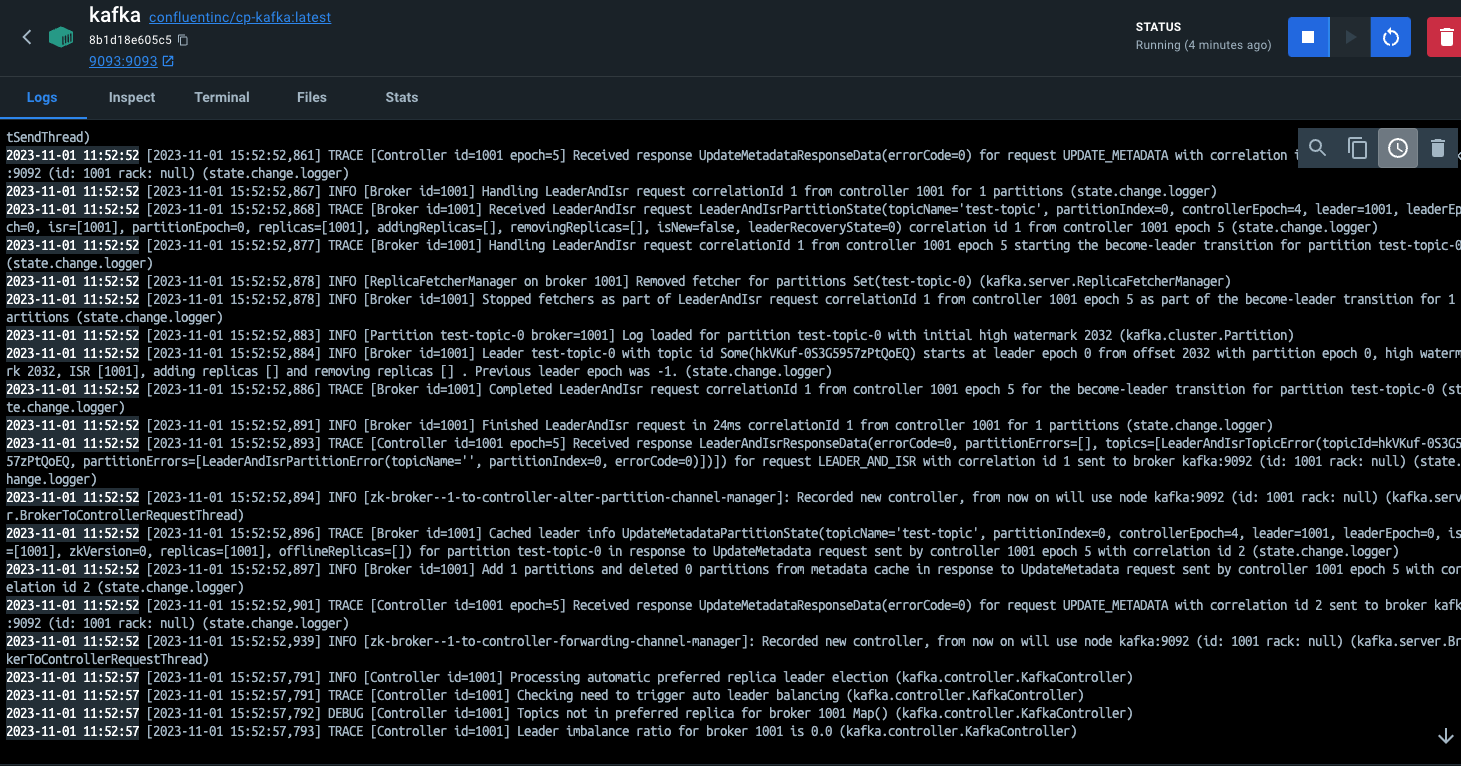 kafka confluentinc/cp-kafka:latest
8b1d18e605c5
9093:9093
STATUS
Running (4 minutes ago)
Logs Inspect Terminal Files Stats
tSendThread)
2023-11-01 11:52:52 [2023-11-01 15:52:52,861] TRACE [Controller id=1001 epoch=5] Received response UpdateMetadataResponseData(errorCode=0) for request UPDATE_METADATA with correlation
:9092 (id: 1001 rack: null) (state.change.logger)
2023-11-01 11:52:52 [2023-11-01 15:52:52,867] INFO [Broker id=1001] Handling LeaderAndIsr request correlationId 1 from controller 1001 for 1 partitions (state.change.logger)
2023-11-01 11:52:52 [2023-11-01 15:52:52,868] TRACE [Broker id=1001] Received LeaderAndIsr request LeaderAndIsrPartitionState(topicName='test-topic', partitionIndex=0, controllerEpoch=4, leader=1001, leaderEp
ch=0, isr=[1001], partitionEpoch=0, replicas=[1001], addingReplicas=[], removingReplicas=[], isNew=false, leaderRecoveryState=0) correlation id 1 from controller 1001 epoch 5 (state.change.logger)
2023-11-01 11:52:52 [2023-11-01 15:52:52,877] TRACE [Broker id=1001] Handling LeaderAndIsr request correlationId 1 from controller 1001 epoch 5 starting the become-leader transition for partition test-topic-0
(state.change.logger)
2023-11-01 11:52:52 [2023-11-01 15:52:52,878] INFO [ReplicaFetcherManager on broker 1001] Removed fetcher for partitions Set(test-topic-0) (kafka.server.ReplicaFetcherManager)
2023-11-01 11:52:52 [2023-11-01 15:52:52,878] INFO [Broker id=1001] Stopped fetchers as part of LeaderAndIsr request correlationId 1 from controller 1001 epoch 5 as part of the become-leader transition for 1
artitions (state.change.logger)
2023-11-01 11:52:52 [2023-11-01 15:52:52,883] INFO [Partition test-topic-0 broker=1001] Log loaded for partition test-topic-0 with initial high watermark 2032 (kafka.cluster.Partition)
2023-11-01 11:52:52 [2023-11-01 15:52:52,884] INFO [Broker id=1001] Leader test-topic-0 with topic id Some(hkVKuf-0S3G5957zPtQoEQ) starts at leader epoch 0 from offset 2032 with partition epoch 0, high waterm
rk 2032, ISR [1001], adding replicas [] and removing replicas [] . Previous leader epoch was -1. (state.change.logger)
2023-11-01 11:52:52 [2023-11-01 15:52:52,886] TRACE [Broker id=1001] Completed LeaderAndIsr request correlationId 1 from controller 1001 epoch 5 for the become-leader transition for partition test-topic-0 (st
te.change.logger)
2023-11-01 11:52:52 [2023-11-01 15:52:52,891] INFO [Broker id=1001] Finished LeaderAndIsr request in 24ms correlationId 1 from controller 1001 for 1 partitions (state.change.logger)
2023-11-01 11:52:52 [2023-11-01 15:52:52,893] TRACE [Controller id=1001 epoch=5] Received response LeaderAndIsrResponseData(errorCode=0, partitionErrors=[], topics=[LeaderAndIsrTopicError(topicId=hkVKuf-0S3G5
57zPtQoEQ, partitionErrors=[LeaderAndIsrPartitionError(topicName='', partitionIndex=0, errorCode=0)])]) for request LEADER_AND_ISR with correlation id 1 sent to broker kafka:9092 (id: 1001 rack: null) (state.
hange.logger)
2023-11-01 11:52:52 [2023-11-01 15:52:52,894] INFO [zk-broker--1-to-controller-alter-partition-channel-manager]: Recorded new controller, from now on will use node kafka:9092 (id: 1001 rack: null) (kafka.serv
r.BrokerToControllerRequestThread)
2023-11-01 11:52:52 [2023-11-01 15:52:52,896] TRACE [Broker id=1001] Cached leader info UpdateMetadataPartitionState(topicName='test-topic', partitionIndex=0, controllerEpoch=4, leader=1001, leaderEpoch=0, is
=[1001], zkVersion=0, replicas=[1001], offlineReplicas=[]) for partition test-topic-0 in response to UpdateMetadata request sent by controller 1001 epoch 5 with correlation id 2 (state.change.logger)
2023-11-01 11:52:52 [2023-11-01 15:52:52,897] INFO [Broker id=1001] Add 1 partitions and deleted 0 partitions from metadata cache in response to UpdateMetadata request sent by controller 1001 epoch 5 with cor
elation id 2 (state.change.logger)
2023-11-01 11:52:52 [2023-11-01 15:52:52,901] TRACE [Controller id=1001 epoch=5] Received response UpdateMetadataResponseData(errorCode=0) for request UPDATE_METADATA with correlation id 2 sent to broker kafk
:9092 (id: 1001 rack: null) (state.change.logger)
2023-11-01 11:52:52 [2023-11-01 15:52:52,939] INFO [zk-broker--1-to-controller-forwarding-channel-manager]: Recorded new controller, from now on will use node kafka:9092 (id: 1001 rack: null) (kafka.server.Br
kerToControllerRequestThread)
2023-11-01 11:52:57 [2023-11-01 15:52:57,791] INFO [Controller id=1001] Processing automatic preferred replica leader election (kafka.controller.KafkaController)
2023-11-01 11:52:57 [2023-11-01 15:52:57,791] TRACE [Controller id=1001] Checking need to trigger auto leader balancing (kafka.controller.KafkaController)
2023-11-01 11:52:57 [2023-11-01 15:52:57,792] DEBUG [Controller id=1001] Topics not in preferred replica for broker 1001 Map() (kafka.controller.KafkaController)
2023-11-01 11:52:57 [2023-11-01 15:52:57,793] TRACE [Controller id=1001] Leader imbalance ratio for broker 1001 is 0.0 (kafka.controller.KafkaController)